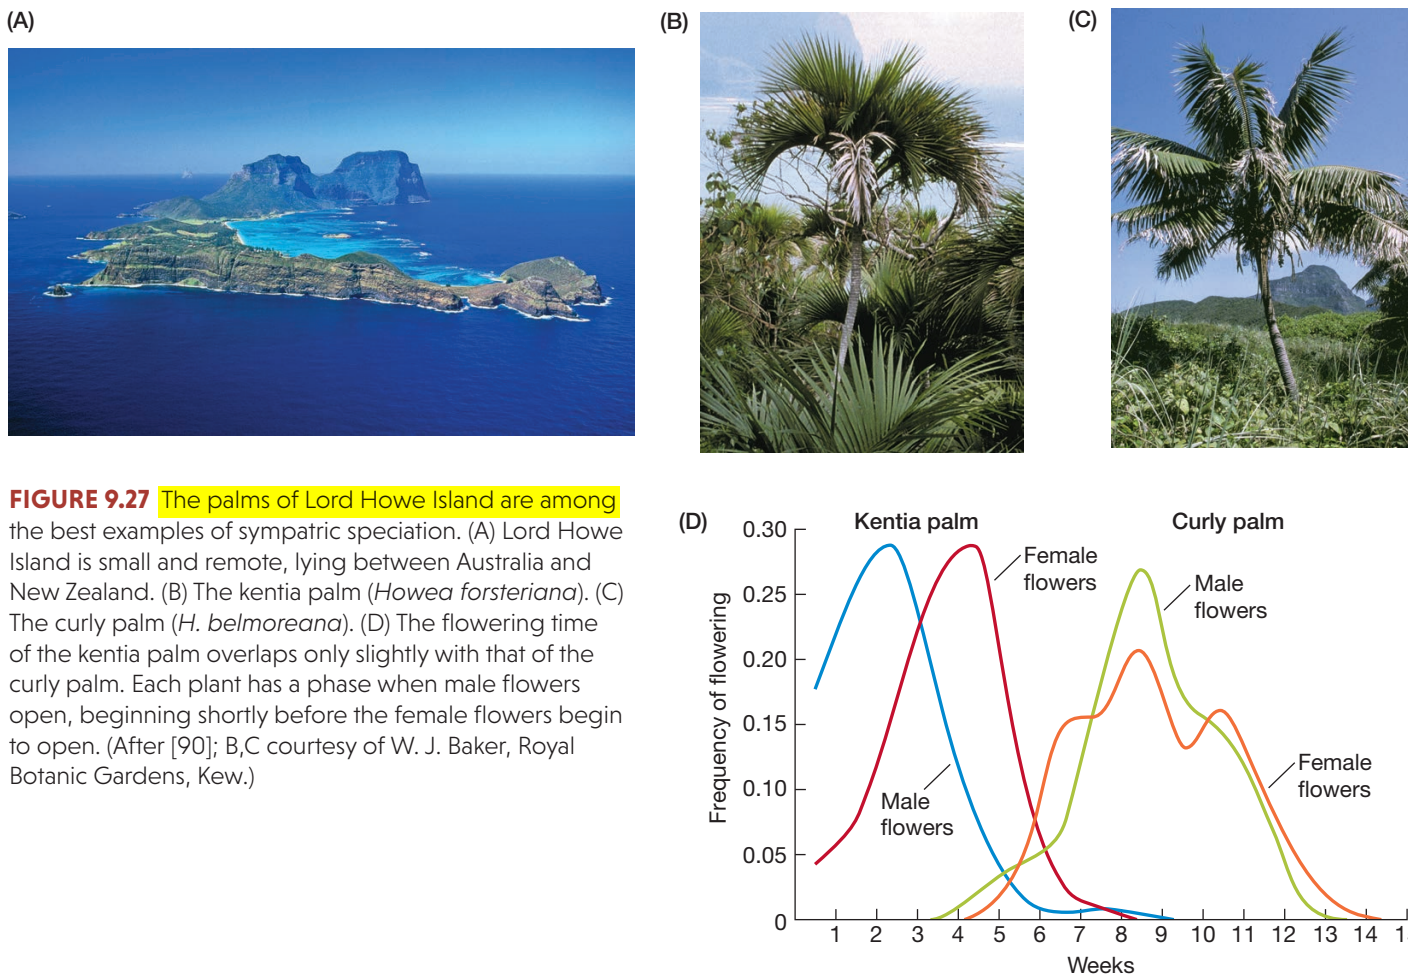 (A)
(B)
(C)
FIGURE 9.27 The palms of Lord Howe Island are among
the best examples of sympatric speciation. (A) Lord Howe
Island is small and remote, lying between Australia and
New Zealand. (B) The kentia palm (Howea forsteriana). (C)
The curly palm (H. belmoreana). (D) The flowering time
of the kentia palm overlaps only slightly with that of the
curly palm. Each plant has a phase when male flowers
open, beginning shortly before the female flowers begin
to open. (After [90]; B,C courtesy of W. J. Baker, Royal
Botanic Gardens, Kew.)
(D)
Kentia palm
Curly palm
Frequency of flowering
0.30
0.25
0.20
0.15
0.10
0.05
0
Female
flowers
Male
flowers
Male
flowers
Female
flowers
1 2 3 4 5 6 7 8 9 10 11 12 13 14
Weeks